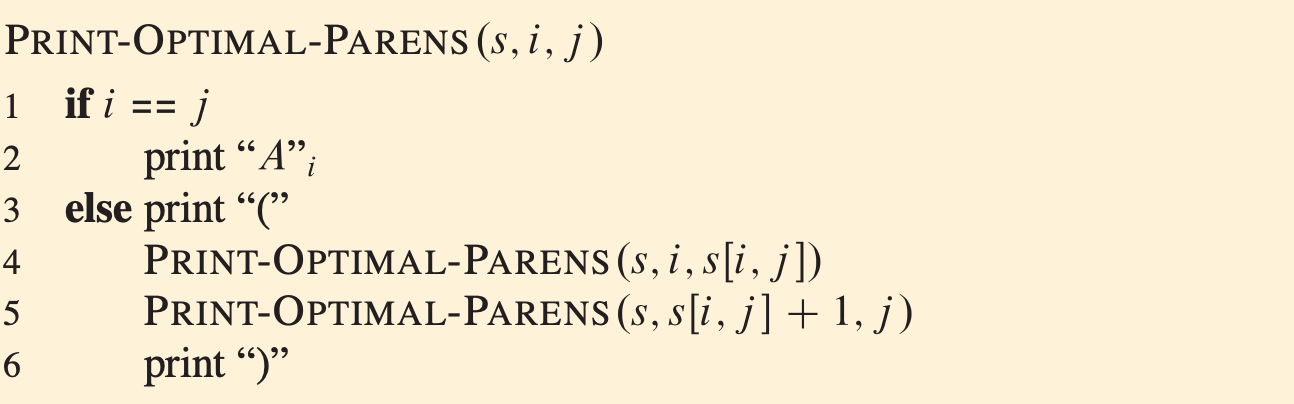 PRINT-OPTIMAL-PARENS(s, i, j)
1 if i == j
2 print “A”i
3 else print “(”
4 PRINT-OPTIMAL-PARENS(s, i, s[i, j])
5 PRINT-OPTIMAL-PARENS(s, s[i, j] + 1, j)
6 print “)”